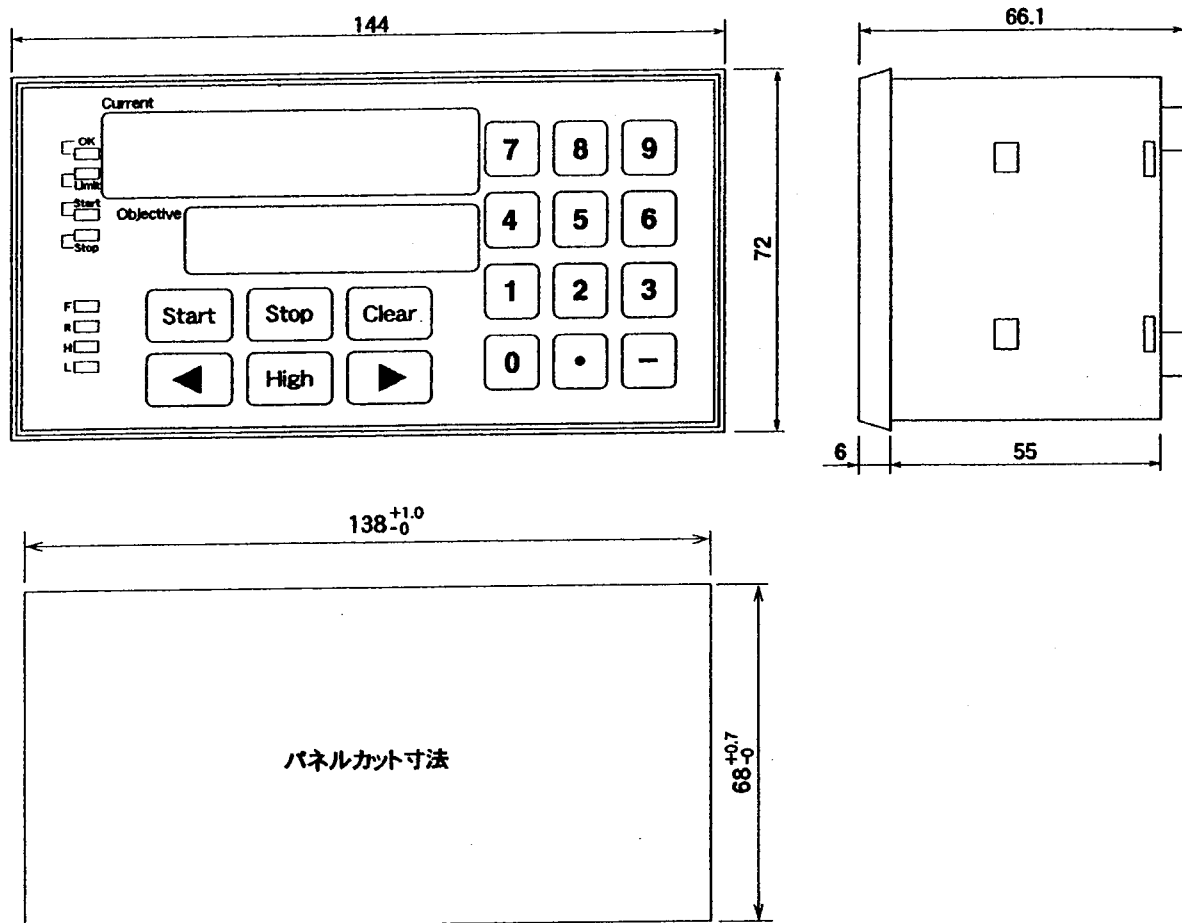 144
66.1
Current
OK
Limit
Start
Stop
Objective
7 8 9
4 5 6
1 2 3
0 • −
72
F
R
H
L
Start Stop Clear
◀ High ▶
6
55
138 +1.0 -0
パネルカット寸法
68 +0.7 -0